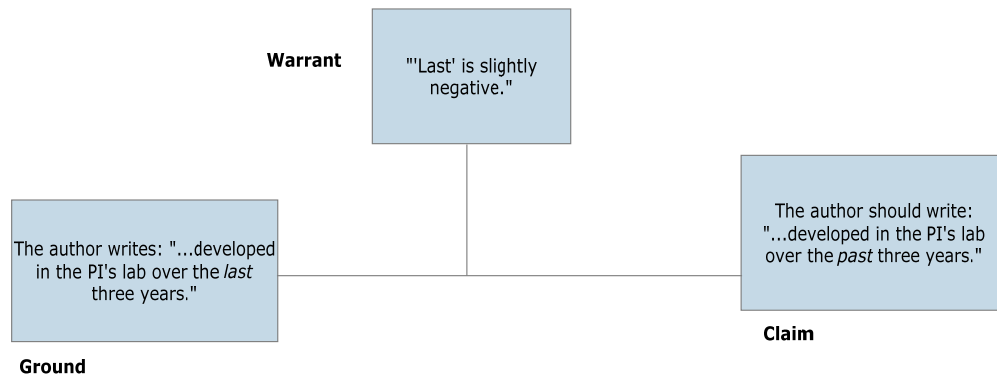 Warrant
"'Last' is slightly
negative."
The author writes: "...developed
in the PI's lab over the last
three years."
Ground
The author should write:
"...developed in the PI's lab
over the past three years."
Claim